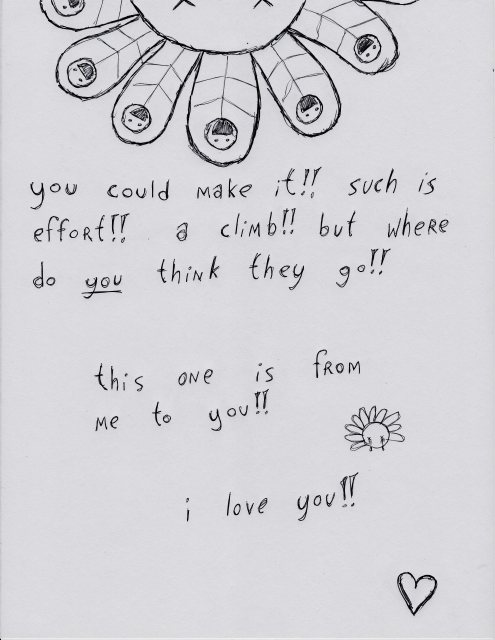 you could make it!! such is
effort!! a climb!! but where
do you think they go!!
this one is from
me to you!!
i love you!!